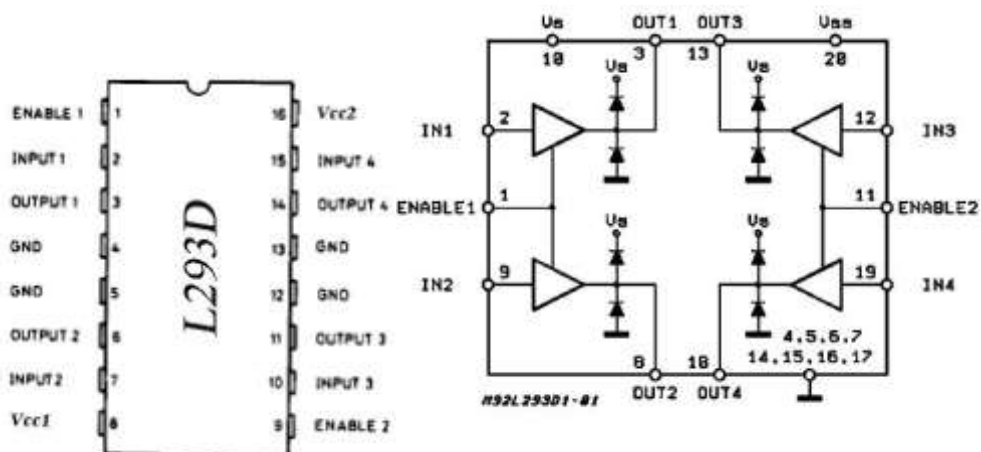 ENABLE 1 1 16 Vcc2
INPUT 1 2 15 INPUT 4
OUTPUT 1 3 14 OUTPUT 4
GND 4 13 GND
GND 5 12 GND
OUTPUT 2 6 11 OUTPUT 3
INPUT 2 7 10 INPUT 3
Vcc1 8 9 ENABLE 2
L293D
Vs OUT1 OUT3 Vss
10 3 13 20
Vs Vs
IN1 2 12 IN3
ENABLE1 1 11 ENABLE2
Vs Vs
IN2 9 19 IN4
4.5.6.7
8 18 14.15.16.17
OUT2 OUT4
M92L293D1-01